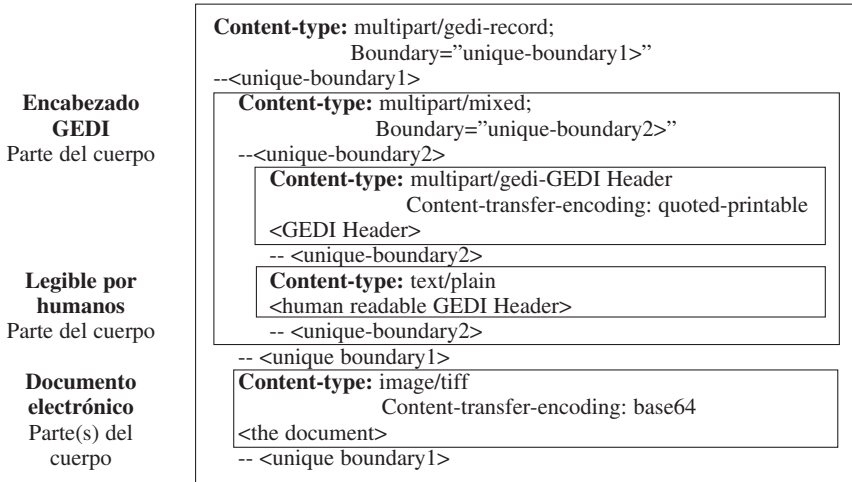 Content-type: multipart/gedi-record;
Boundary=”unique-boundary1>”
--<unique-boundary1>
Encabezado
GEDI
Parte del cuerpo
Content-type: multipart/mixed;
Boundary=”unique-boundary2>”
--<unique-boundary2>
Content-type: multipart/gedi-GEDI Header
Content-transfer-encoding: quoted-printable
<GEDI Header>
-- <unique-boundary2>
Legible por
humanos
Parte del cuerpo
Content-type: text/plain
<human readable GEDI Header>
-- <unique-boundary2>
-- <unique boundary1>
Documento
electrónico
Parte(s) del
cuerpo
Content-type: image/tiff
Content-transfer-encoding: base64
<the document>
-- <unique boundary1>